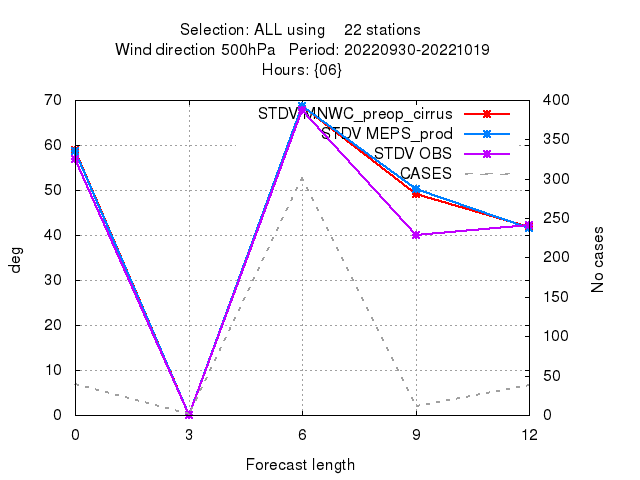 Selection: ALL using 22 stations
Wind direction 500hPa Period: 20220930-20221019
Hours: {06}
STDV MNWC_preop_cirrus
STDV MEPS_prod
STDV OBS
CASES
70
60
50
40
30
20
10
0
deg
400
350
300
250
200
150
100
50
0
No cases
0 3 6 9 12
Forecast length